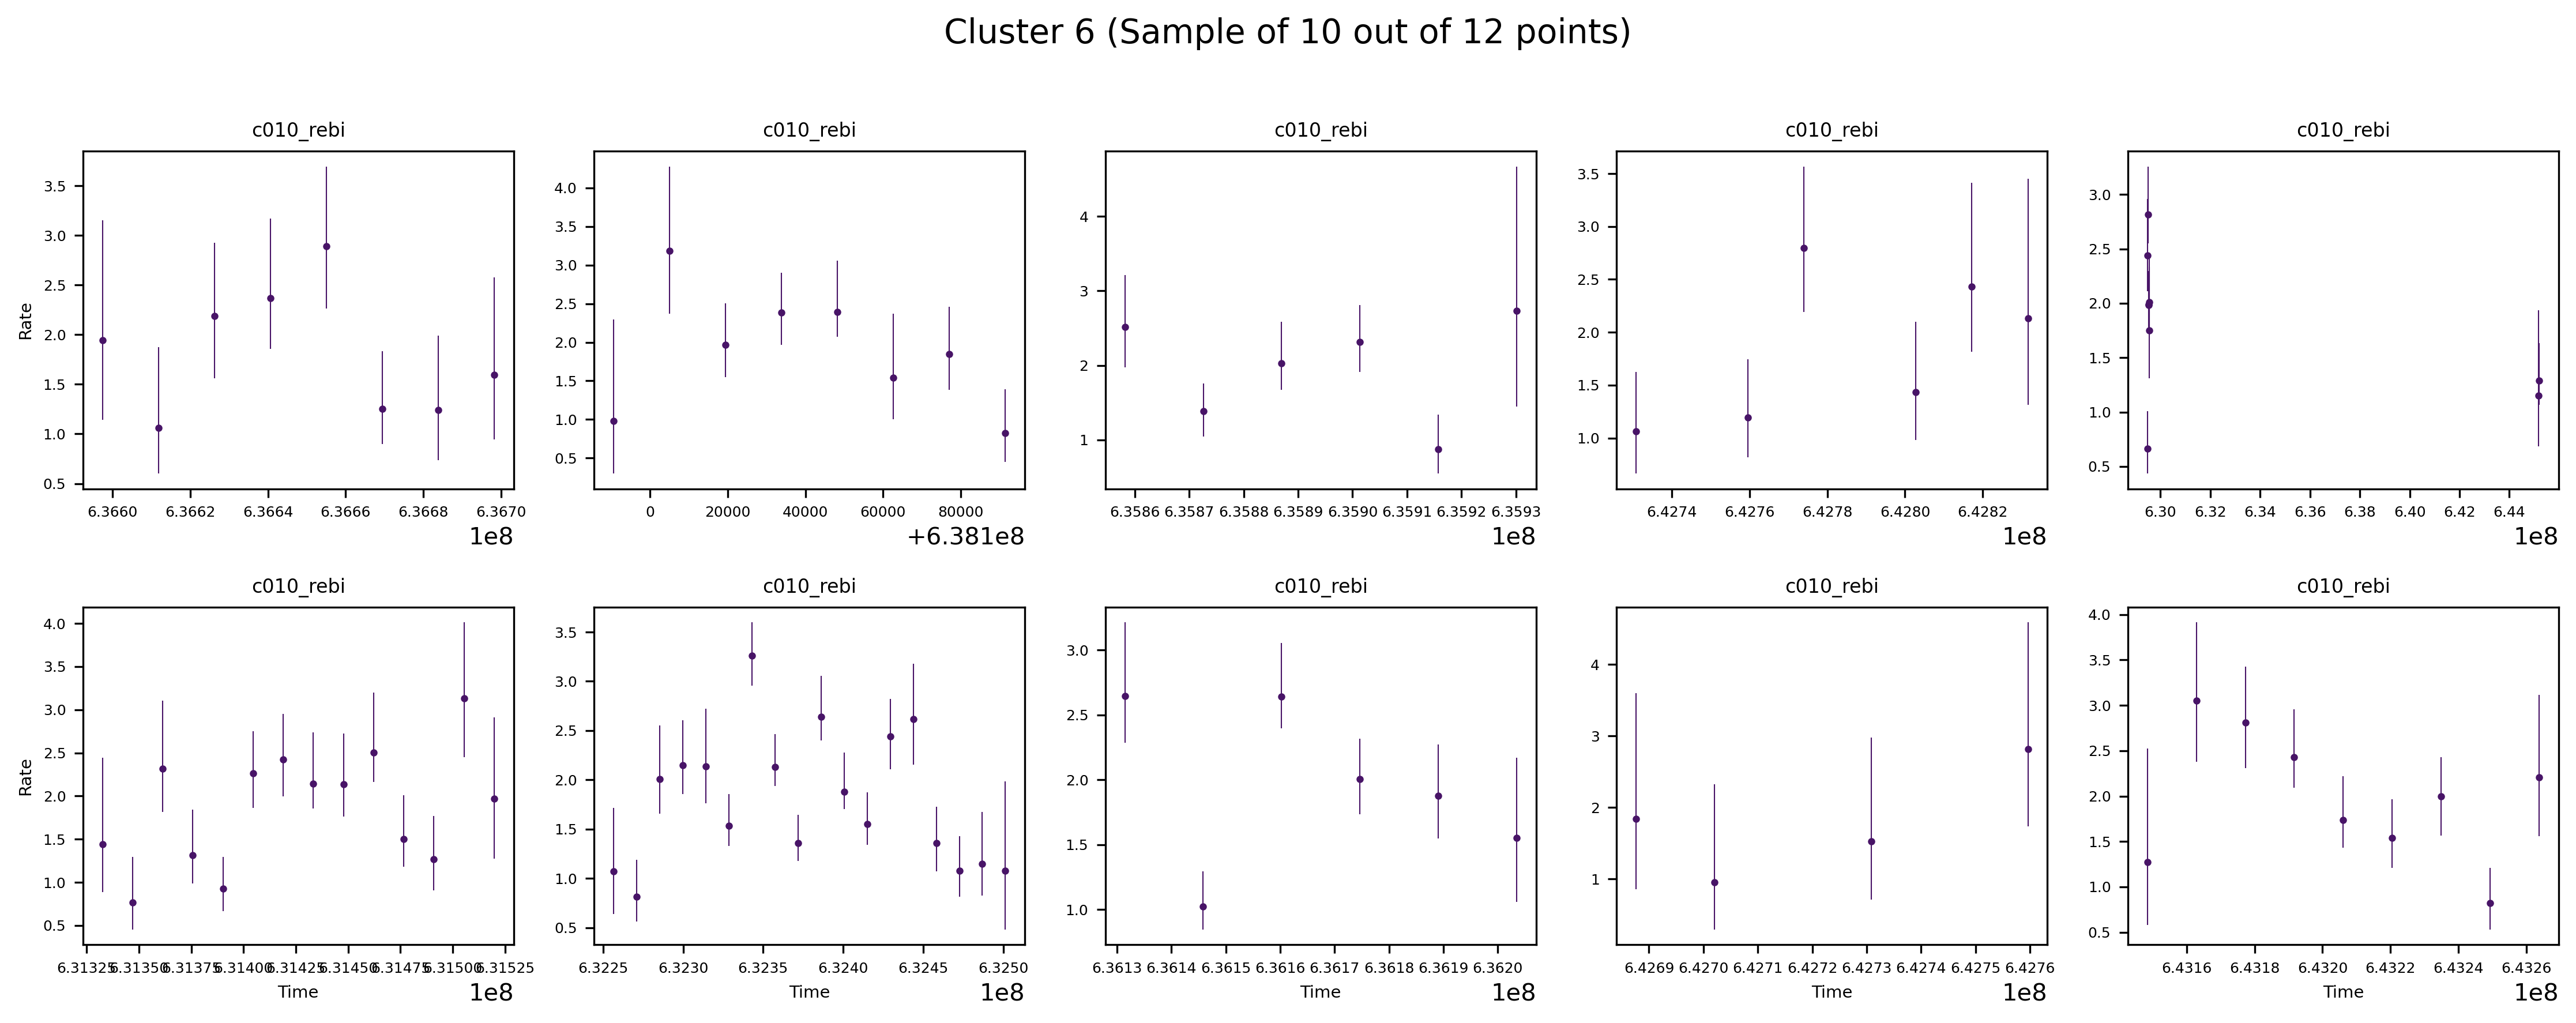 Cluster 6 (Sample of 10 out of 12 points)
c010_rebi c010_rebi c010_rebi c010_rebi c010_rebi
Rate
3.5
3.0
2.5
2.0
1.5
1.0
0.5
6.3660 6.3662 6.3664 6.3666 6.3668 6.3670
1e8
4.0
3.5
3.0
2.5
2.0
1.5
1.0
0.5
0 20000 40000 60000 80000
+6.381e8
4
3
2
1
6.3586 6.3587 6.3588 6.3589 6.3590 6.3591 6.3592 6.3593
1e8
3.5
3.0
2.5
2.0
1.5
1.0
6.4274 6.4276 6.4278 6.4280 6.4282
1e8
3.0
2.5
2.0
1.5
1.0
0.5
6.30 6.32 6.34 6.36 6.38 6.40 6.42 6.44
1e8
c010_rebi c010_rebi c010_rebi c010_rebi c010_rebi
Rate
4.0
3.5
3.0
2.5
2.0
1.5
1.0
0.5
6.31325 6.31350 6.31375 6.31400 6.31425 6.31450 6.31475 6.31500 6.31525
Time
1e8
3.5
3.0
2.5
2.0
1.5
1.0
0.5
6.3225 6.3230 6.3235 6.3240 6.3245 6.3250
Time
1e8
3.0
2.5
2.0
1.5
1.0
6.3613 6.3614 6.3615 6.3616 6.3617 6.3618 6.3619 6.3620
Time
1e8
4
3
2
1
6.4269 6.4270 6.4271 6.4272 6.4273 6.4274 6.4275 6.4276
Time
1e8
4.0
3.5
3.0
2.5
2.0
1.5
1.0
0.5
6.4316 6.4318 6.4320 6.4322 6.4324 6.4326
Time
1e8